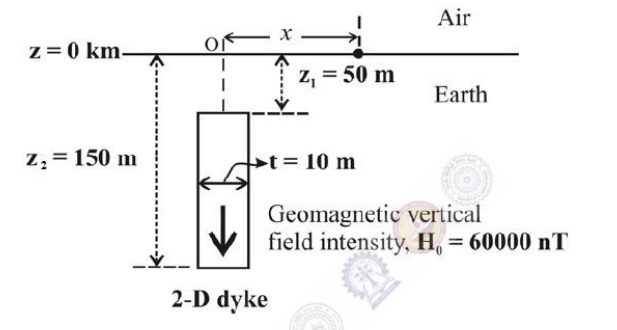 Air
O x
z = 0 km
z₁ = 50 m
Earth
z₂ = 150 m
t = 10 m
Geomagnetic vertical
field intensity, H₀ = 60000 nT
2-D dyke